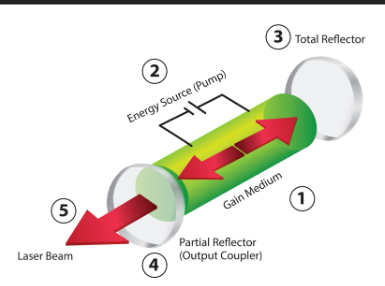 3 Total Reflector
2
Energy Source (Pump)
Gain Medium
1
5
Laser Beam
Partial Reflector
(Output Coupler)
4